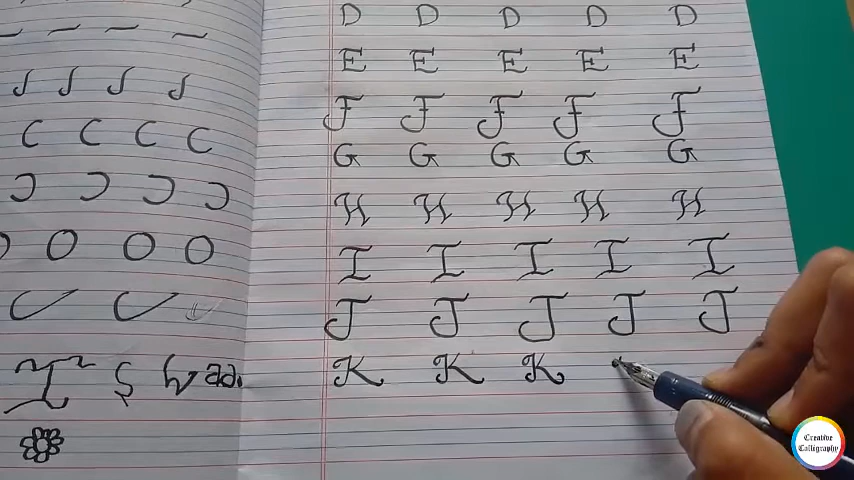 D D D D D
E E E E E
F F F F F
G G G G G
H H H H H
I I I I I
J J J J J
K K K
C C C C
Creative
Calligraphy